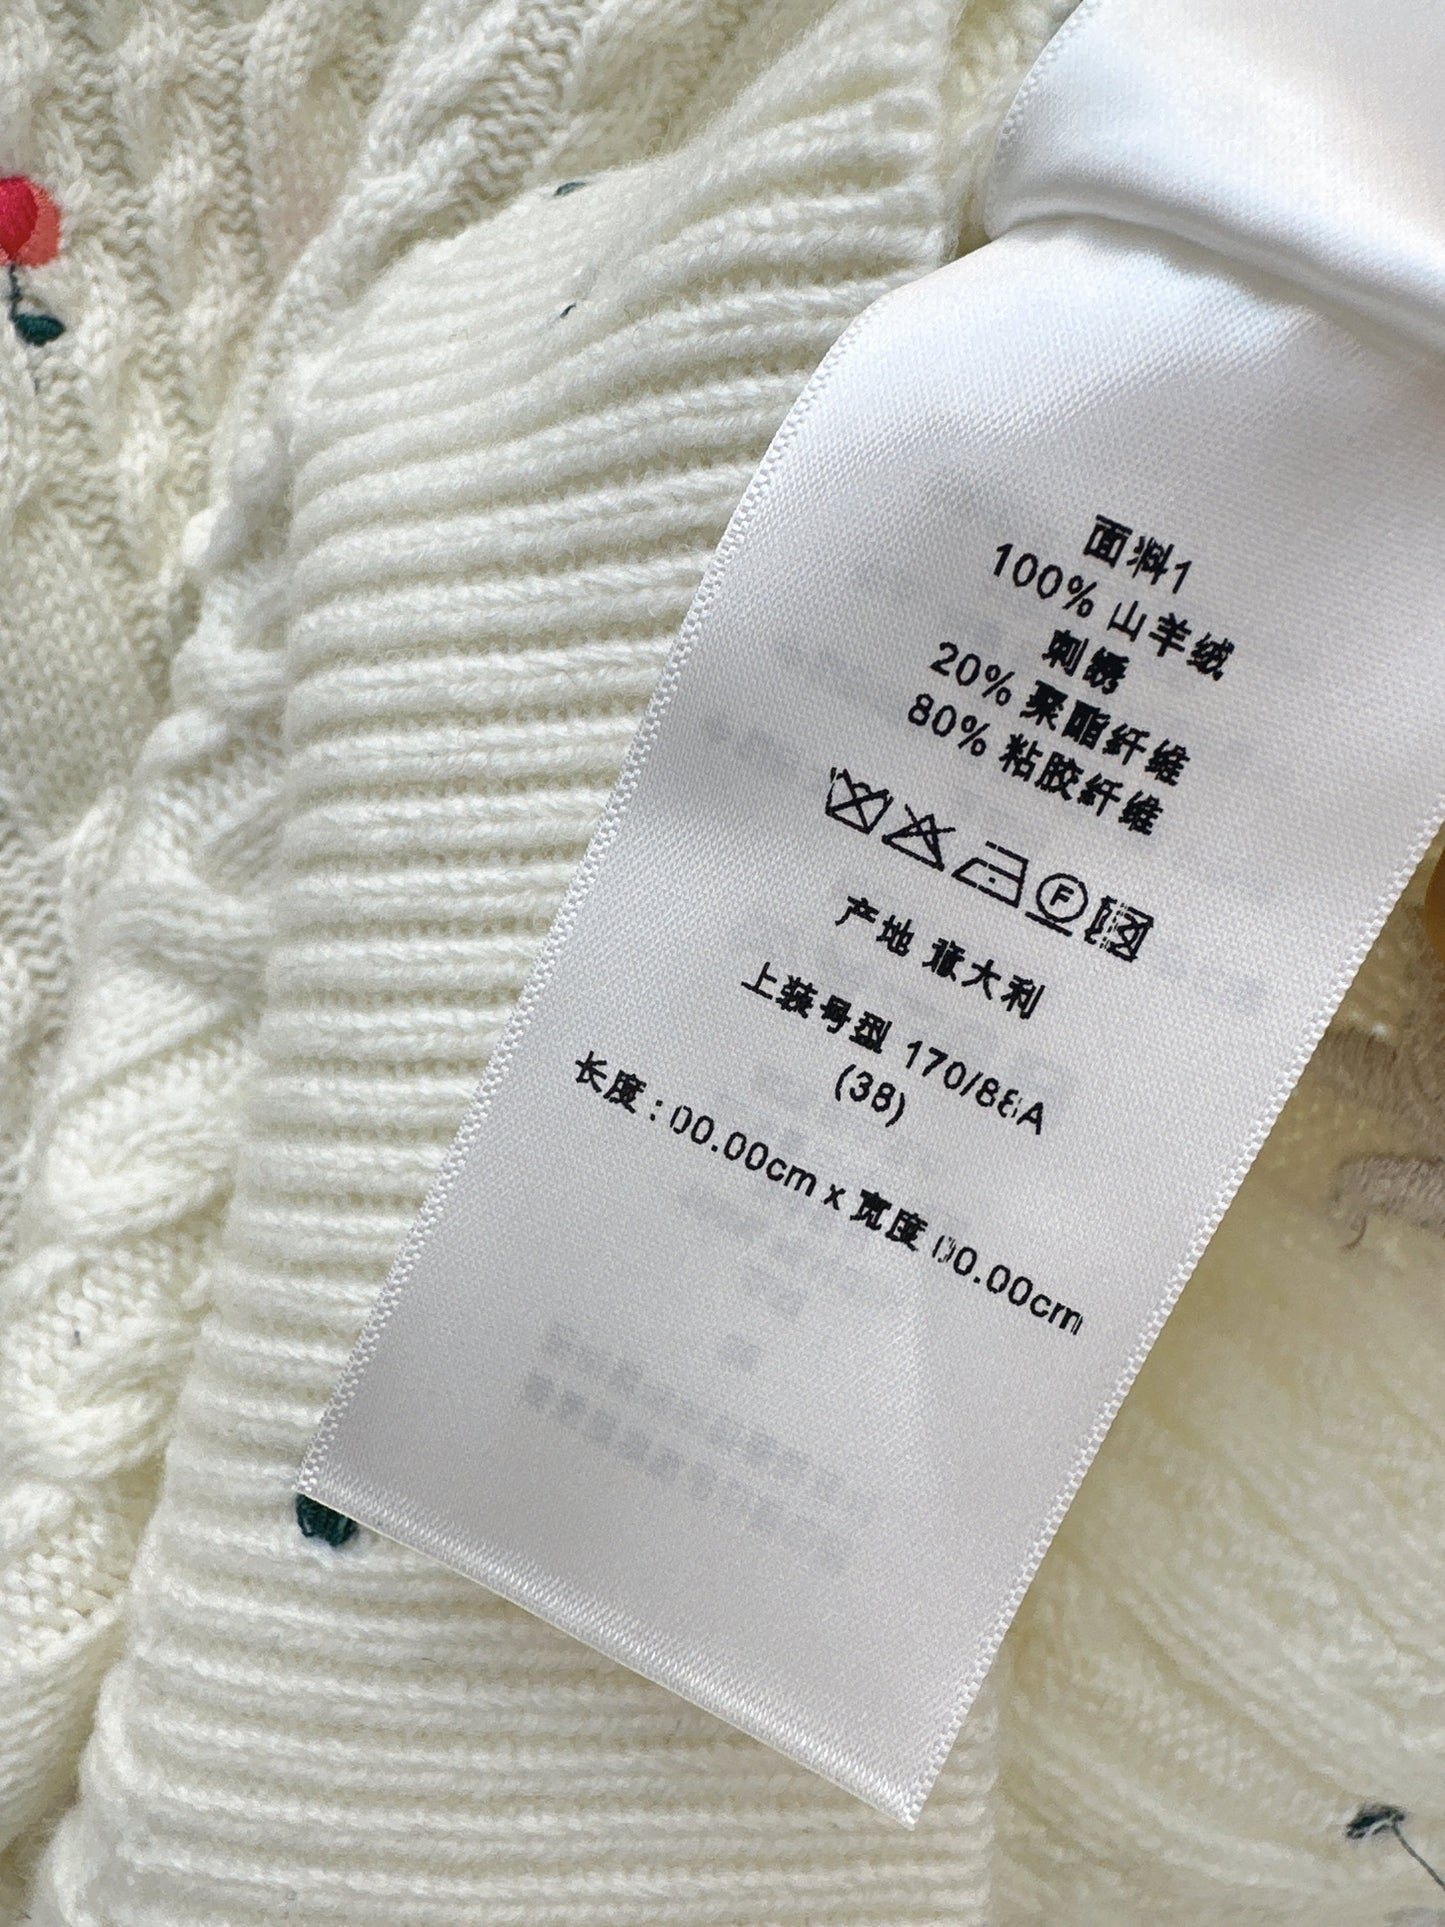 面料1
100% 山羊绒
刺绣
20% 聚酯纤维
80% 粘胶纤维
F
产地 意大利
上装号型 170/88A
(38)
长度 : 00.00cm x 宽度 00.00cm